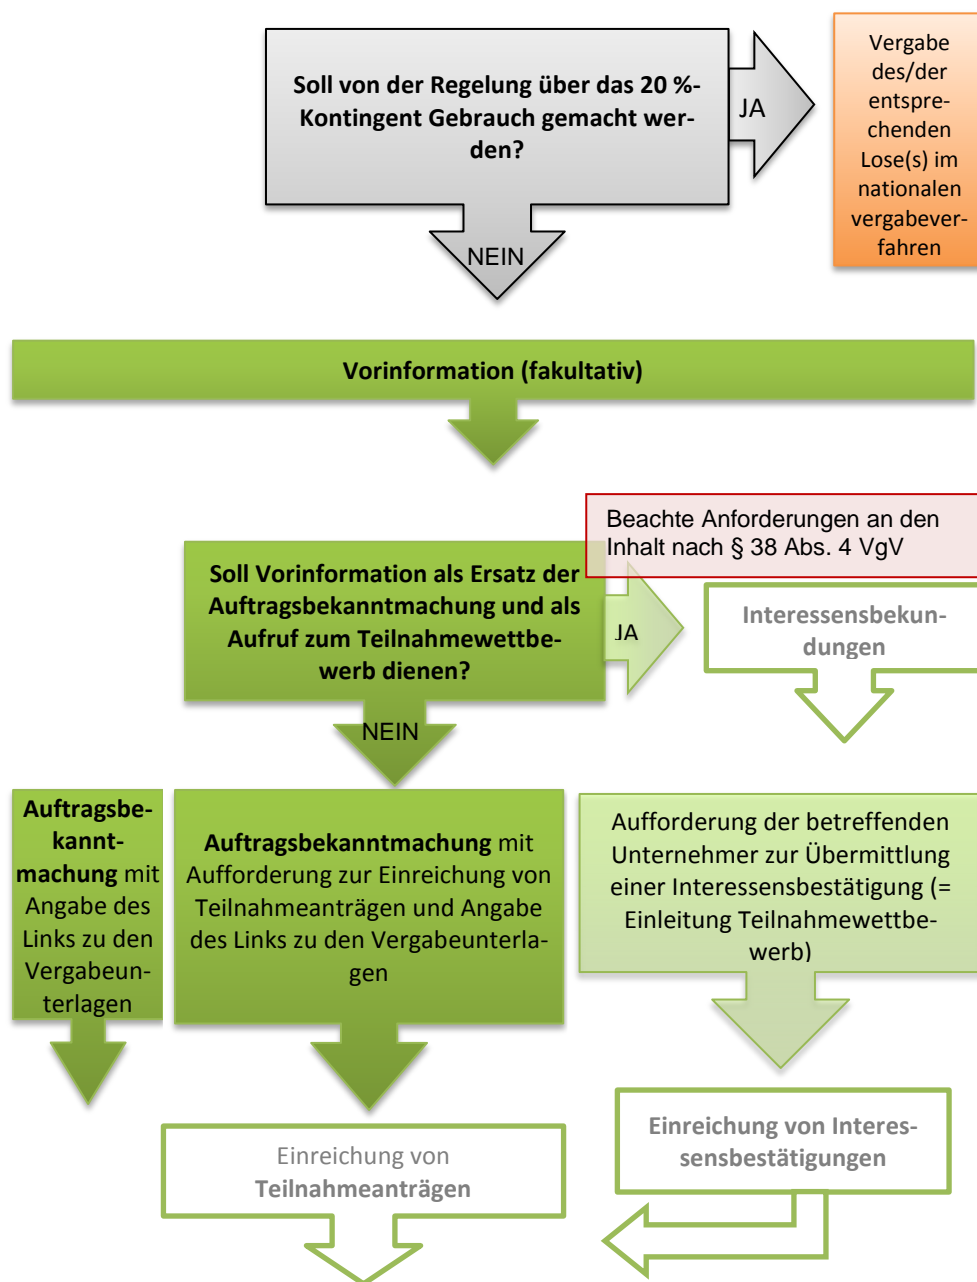 Soll von der Regelung über das 20 %-
Kontingent Gebrauch gemacht wer-
den?
JA
Vergabe
des/der
entspre-
chenden
Lose(s) im
nationalen
vergabever-
fahren
NEIN
Vorinformation (fakultativ)
Beachte Anforderungen an den
Inhalt nach § 38 Abs. 4 VgV
Soll Vorinformation als Ersatz der
Auftragsbekanntmachung und als
Aufruf zum Teilnahmewettbe-
werb dienen?
JA
Interessensbekun-
dungen
NEIN
Auftragsbe-
kannt-
machung mit
Angabe des
Links zu den
Vergabeun-
terlagen
Auftragsbekanntmachung mit
Aufforderung zur Einreichung von
Teilnahmeanträgen und Angabe
des Links zu den Vergabeunterla-
gen
Aufforderung der betreffenden
Unternehmer zur Übermittlung
einer Interessensbestätigung (=
Einleitung Teilnahmewettbe-
werb)
Einreichung von
Teilnahmeanträgen
Einreichung von Interes-
sensbestätigungen